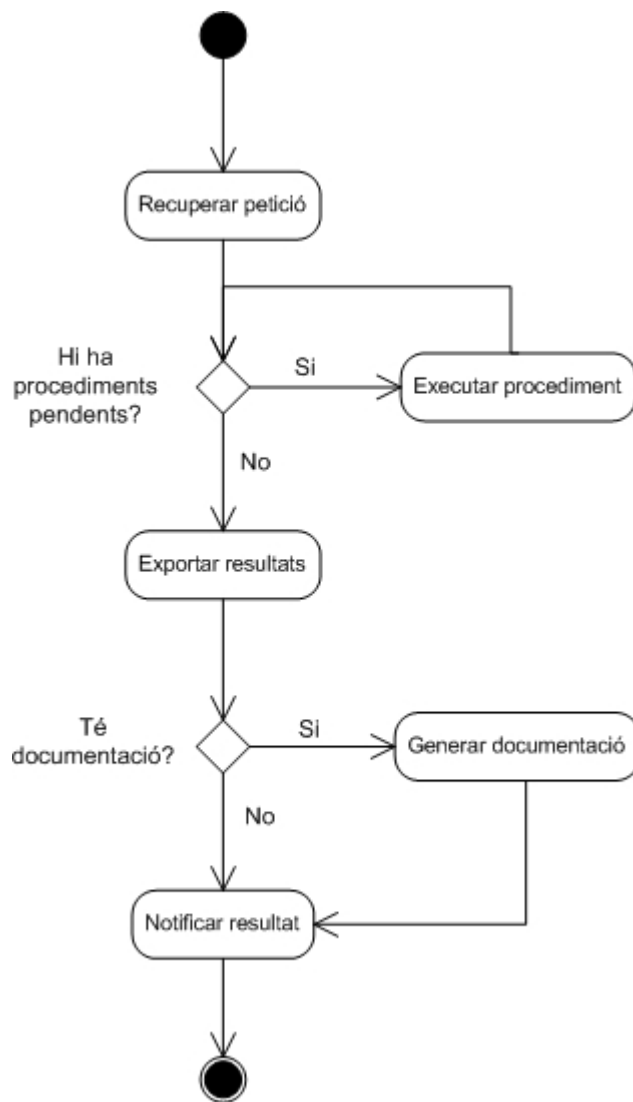 Recuperar petició
Hi ha
procediments
pendents?
Si
Executar procediment
No
Exportar resultats
Té
documentació?
Si
Generar documentació
No
Notificar resultat